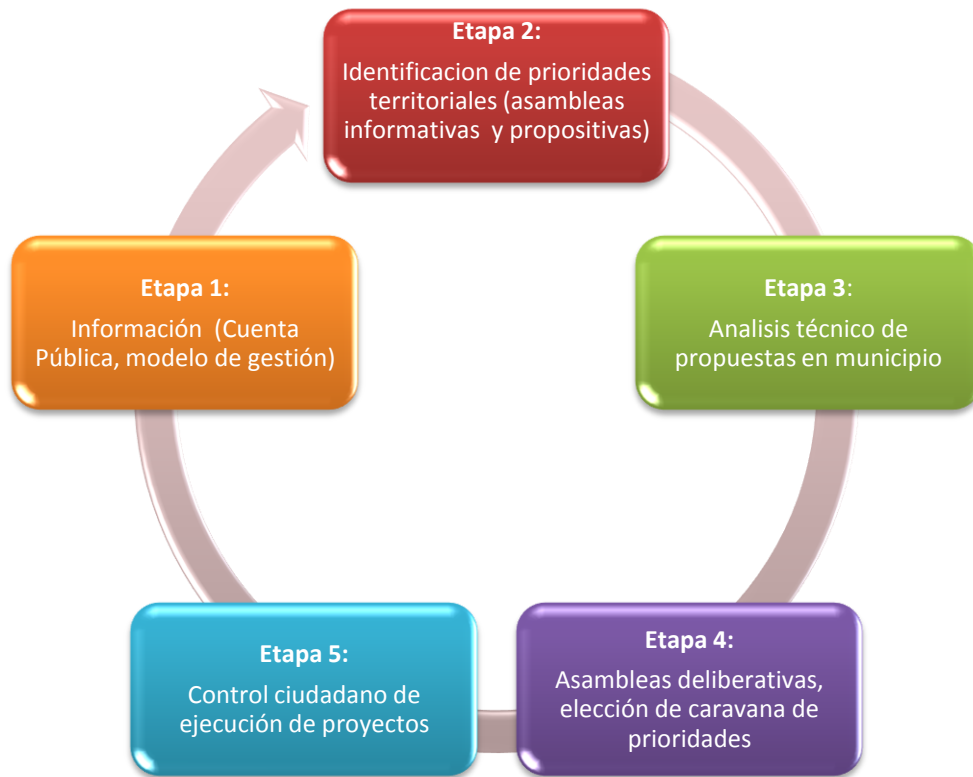 Etapa 2:
Identificacion de prioridades
territoriales (asambleas
informativas y propositivas)
Etapa 1:
Información (Cuenta
Pública, modelo de gestión)
Etapa 3:
Analisis técnico de
propuestas en municipio
Etapa 5:
Control ciudadano de
ejecución de proyectos
Etapa 4:
Asambleas deliberativas,
elección de caravana de
prioridades